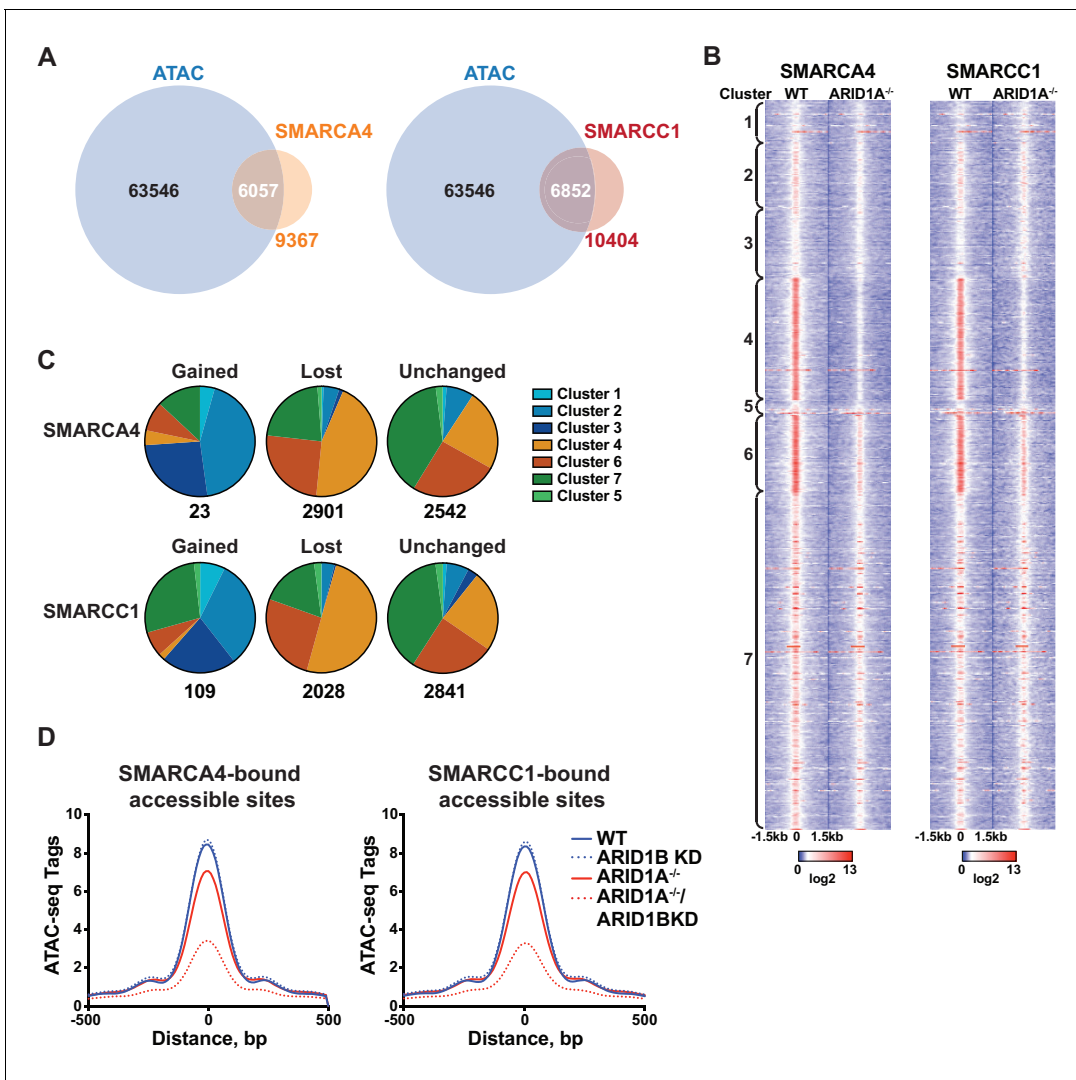 A
ATAC
SMARCA4
63546
6057
9367
ATAC
SMARCC1
63546
6852
10404
B
SMARCA4
SMARCC1
Cluster WT ARID1A-/-
WT ARID1A-/-
1
2
3
4
5
6
7
-1.5kb 0 1.5kb
-1.5kb 0 1.5kb
0 13
log2
0 13
log2
C
Gained Lost Unchanged
SMARCA4
23 2901 2542
Cluster 1
Cluster 2
Cluster 3
Cluster 4
Cluster 6
Cluster 7
Cluster 5
Gained Lost Unchanged
SMARCC1
109 2028 2841
D
SMARCA4-bound
accessible sites
ATAC-seq Tags
10
8
6
4
2
0
-500 0 500
Distance, bp
SMARCC1-bound
accessible sites
ATAC-seq Tags
10
8
6
4
2
0
-500 0 500
Distance, bp
WT
ARID1B KD
ARID1A-/-
ARID1A-/-/
ARID1BKD